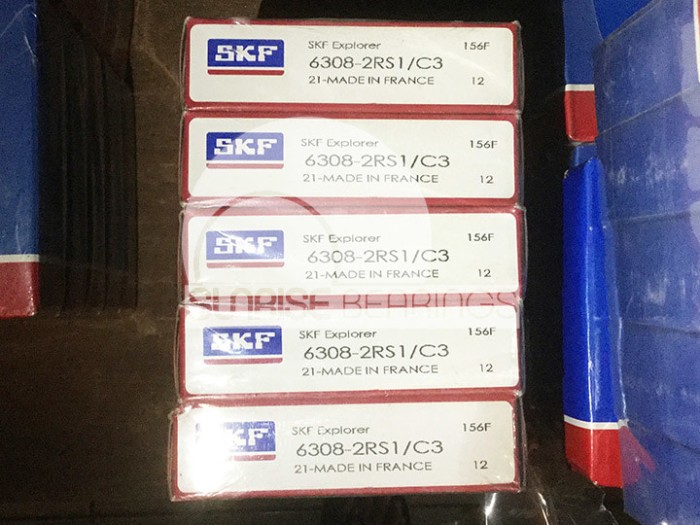 SKF
SKF Explorer 156F
6308-2RS1/C3
21-MADE IN FRANCE 12
SKF
SKF Explorer 156F
6308-2RS1/C3
21-MADE IN FRANCE 12
SKF
SKF Explorer 156F
6308-2RS1/C3
21-MADE IN FRANCE 12
SUNRISE BEARINGS
SKF
SKF Explorer 156F
6308-2RS1/C3
21-MADE IN FRANCE 12
SKF
SKF Explorer 156F
6308-2RS1/C3
21-MADE IN FRANCE 12